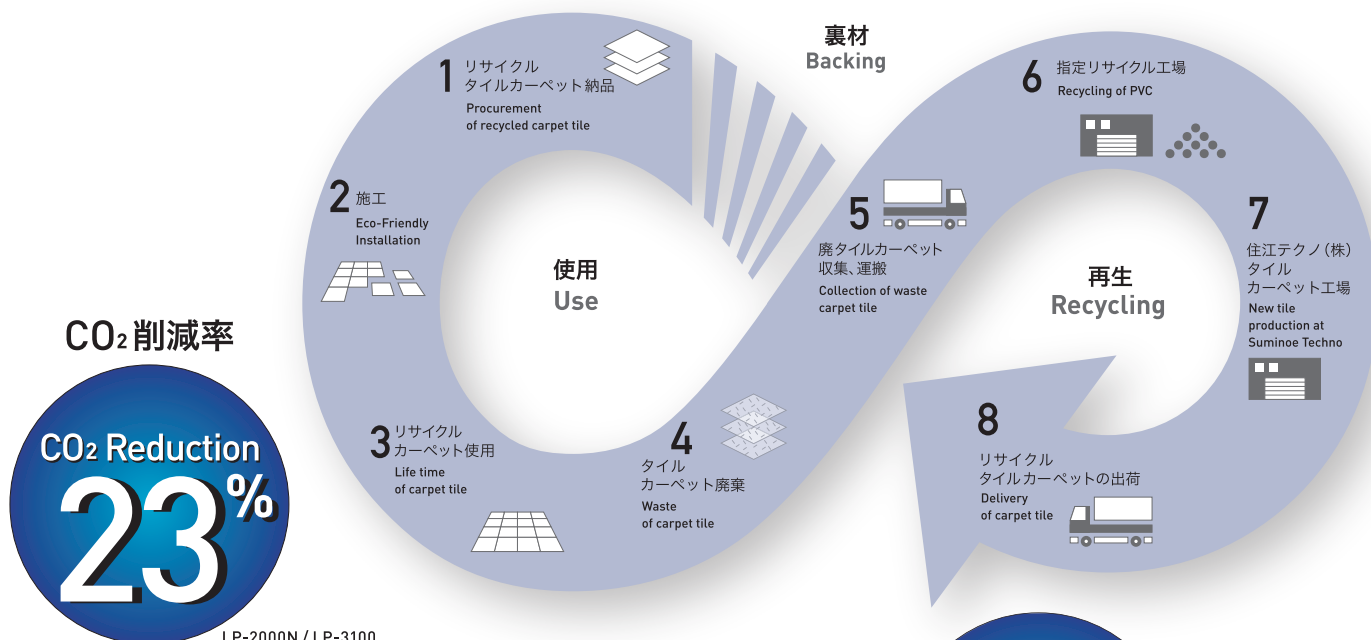 裏材
Backing
1
リサイクル
タイルカーペット納品
Procurement
of recycled carpet tile
2
施工
Eco-Friendly
Installation
使用
Use
3
リサイクル
カーペット使用
Life time
of carpet tile
4
タイル
カーペット廃棄
Waste
of carpet tile
5
廃タイルカーペット
収集、運搬
Collection of waste
carpet tile
6
指定リサイクル工場
Recycling of PVC
再生
Recycling
7
住江テクノ(株)
タイル
カーペット工場
New tile
production at
Suminoe Techno
8
リサイクル
タイルカーペットの出荷
Delivery
of carpet tile
CO2削減率
CO2 Reduction
23%
LP-2000N / LP-3100